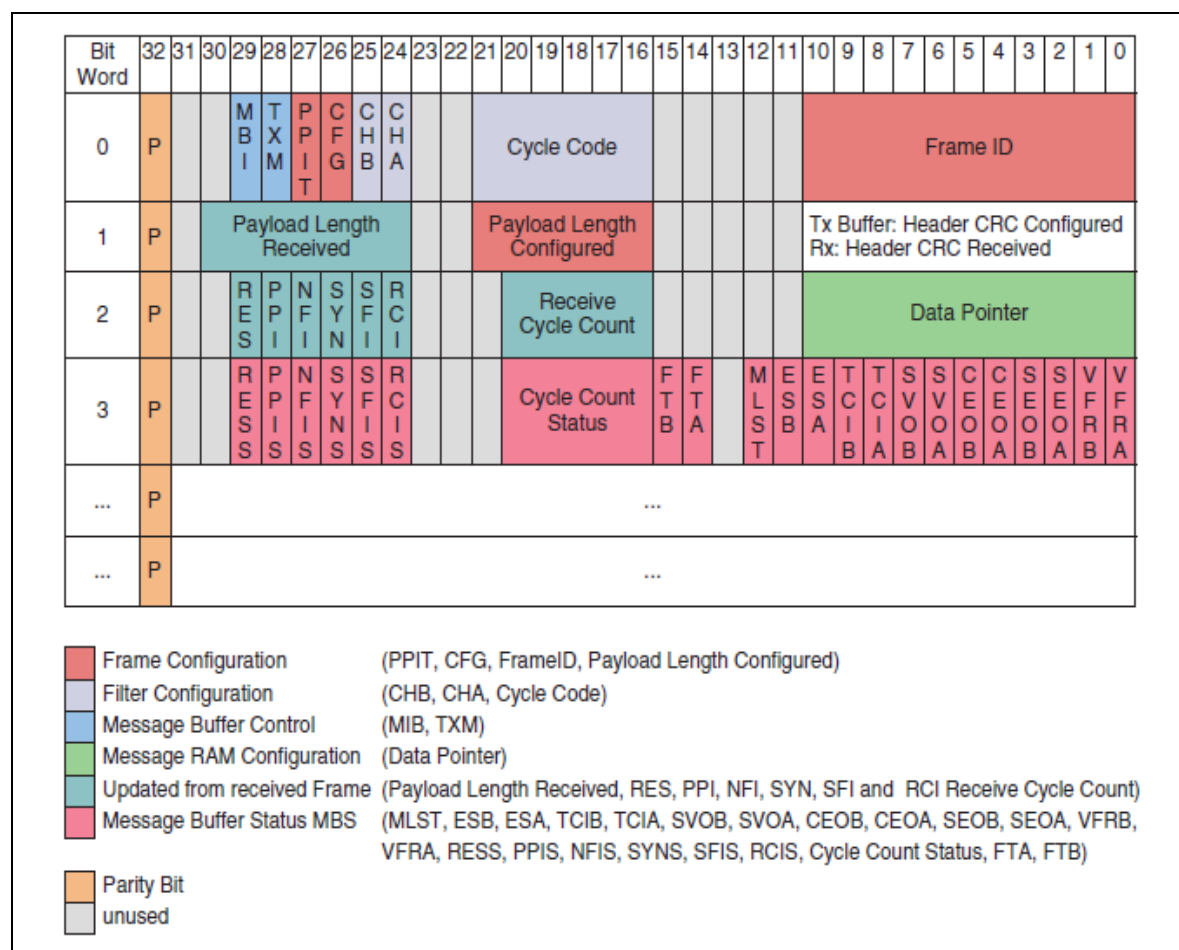 Bit Word 32 31 30 29 28 27 26 25 24 23 22 21 20 19 18 17 16 15 14 13 12 11 10 9 8 7 6 5 4 3 2 1 0
0 P MBI TXM PPIT CFG CHB CHA Cycle Code Frame ID
1 P Payload Length Received Payload Length Configured Tx Buffer: Header CRC Configured
Rx: Header CRC Received
2 P RES PPI NFI SYN SFI RCI Receive Cycle Count Data Pointer
3 P RESS PPIS NFIS SYNS SFIS RCIS Cycle Count Status FTB FTA MLST ESB ESA TCIB TCIA SVOB SVOA CEOB CEOA SEOB SEOA VFRB VFRA
... P ...
... P ...
Frame Configuration (PPIT, CFG, FrameID, Payload Length Configured)
Filter Configuration (CHB, CHA, Cycle Code)
Message Buffer Control (MIB, TXM)
Message RAM Configuration (Data Pointer)
Updated from received Frame (Payload Length Received, RES, PPI, NFI, SYN, SFI and RCI Receive Cycle Count)
Message Buffer Status MBS (MLST, ESB, ESA, TCIB, TCIA, SVOB, SVOA, CEOB, CEOA, SEOB, SEOA, VFRB,
VFRA, RESS, PPIS, NFIS, SYNS, SFIS, RCIS, Cycle Count Status, FTA, FTB)
Parity Bit
unused